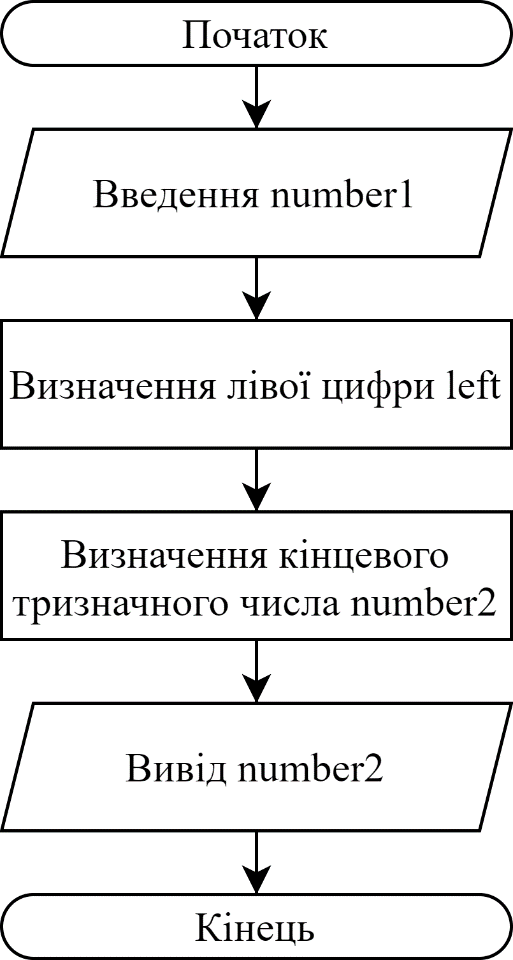 Початок
Введення number1
Визначення лівої цифри left
Визначення кінцевого
тризначного числа number2
Вивід number2
Кінець